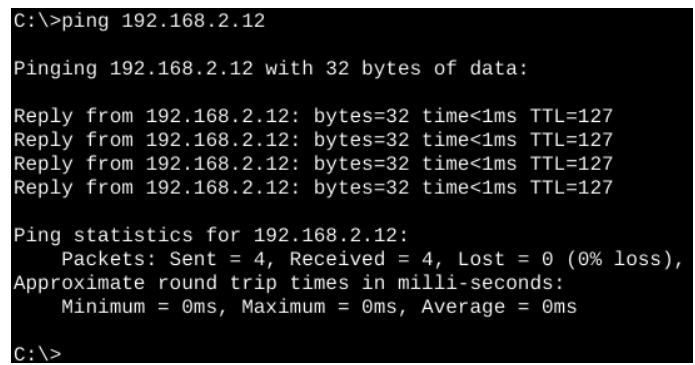 C:\>ping 192.168.2.12
Pinging 192.168.2.12 with 32 bytes of data:
Reply from 192.168.2.12: bytes=32 time<1ms TTL=127
Reply from 192.168.2.12: bytes=32 time<1ms TTL=127
Reply from 192.168.2.12: bytes=32 time<1ms TTL=127
Reply from 192.168.2.12: bytes=32 time<1ms TTL=127
Ping statistics for 192.168.2.12:
    Packets: Sent = 4, Received = 4, Lost = 0 (0% loss),
Approximate round trip times in milli-seconds:
    Minimum = 0ms, Maximum = 0ms, Average = 0ms
C:\>